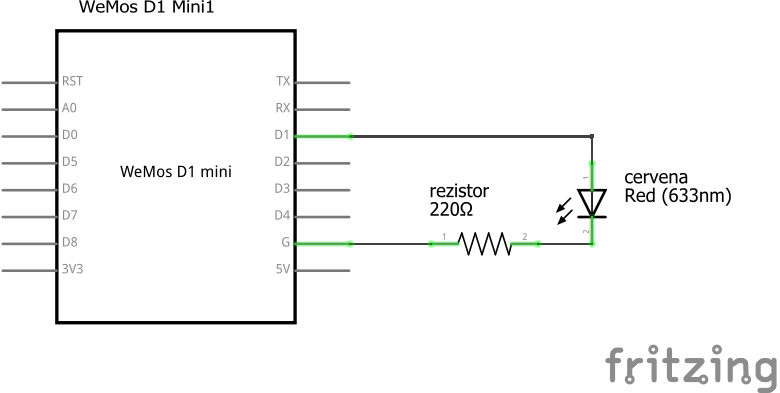 WeMos D1 Mini1
RST
TX
A0
RX
D0
D1
D5
D2
WeMos D1 mini
D6
D3
D7
D4
D8
G
3V3
5V
rezistor
220Ω
1
2
1
2
cervena
Red (633nm)
fritzing